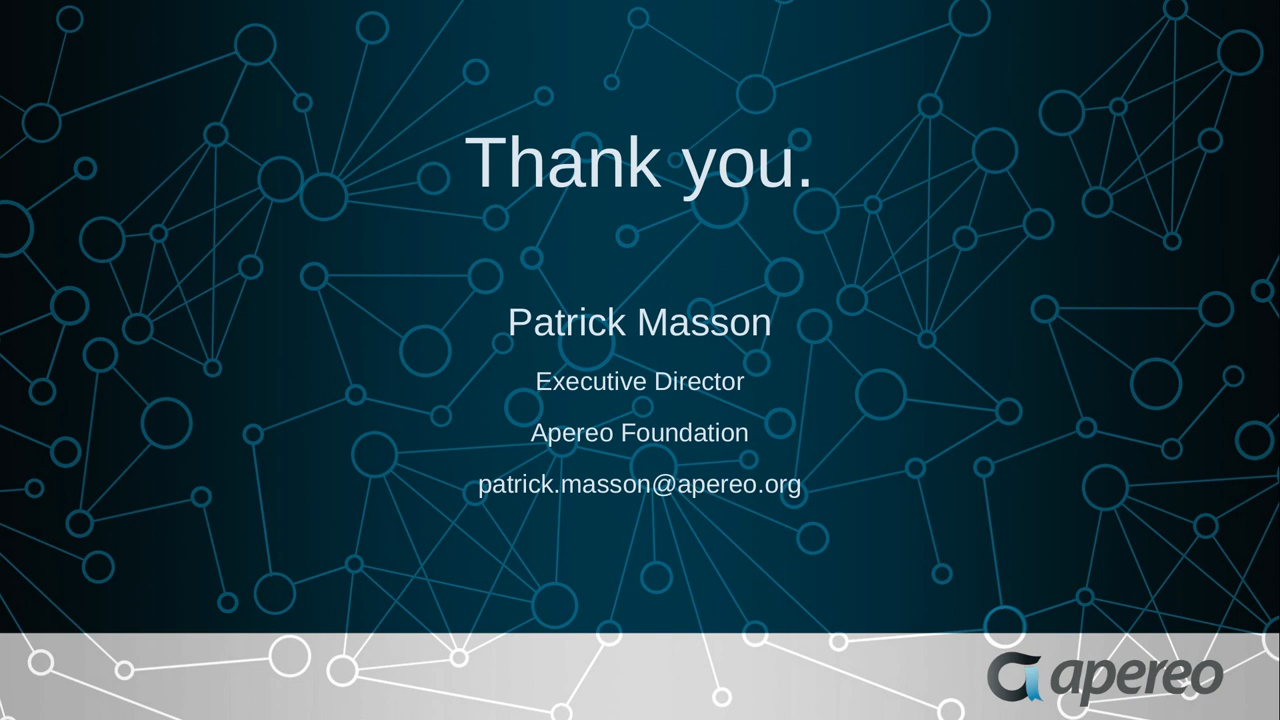 Thank you.
Patrick Masson
Executive Director
Apereo Foundation
patrick.masson@apereo.org
apereo